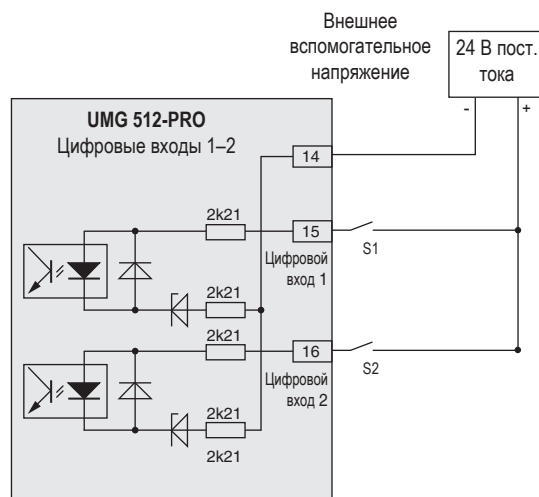 Внешнее
вспомогательное
напряжение
24 В пост.
тока
- +
UMG 512-PRO
Цифровые входы 1–2
14
2k21
15
S1
Цифровой
вход 1
2k21
2k21
16
S2
Цифровой
вход 2
2k21
2k21